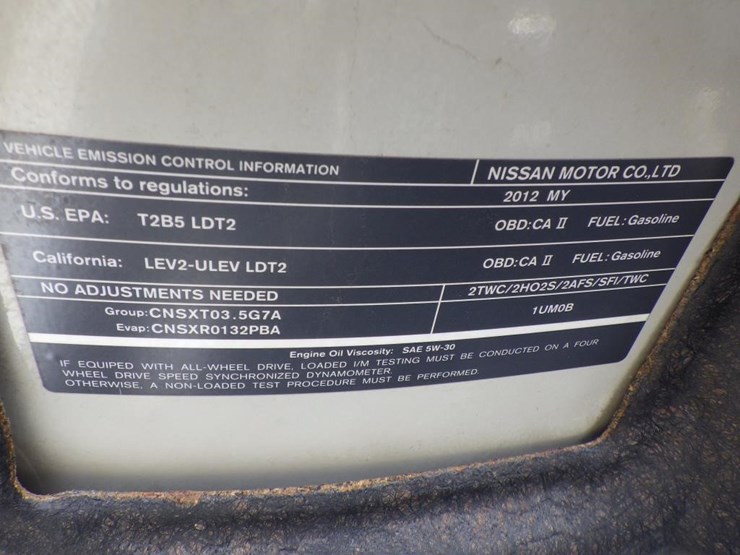 VEHICLE EMISSION CONTROL INFORMATION NISSAN MOTOR CO.,LTD
Conforms to regulations: 2012 MY
U.S. EPA: T2B5 LDT2 OBD:CA II FUEL:Gasoline
California: LEV2-ULEV LDT2 OBD:CA II FUEL:Gasoline
NO ADJUSTMENTS NEEDED 2TWC/2HO2S/2AFS/SFI/TWC
Group:CNSXT03.5G7A 1UM0B
Evap:CNSXR0132PBA
Engine Oil Viscosity: SAE 5W-30
IF EQUIPED WITH ALL-WHEEL DRIVE, LOADED I/M TESTING MUST BE CONDUCTED ON A FOUR
WHEEL DRIVE SPEED SYNCHRONIZED DYNAMOMETER.
OTHERWISE, A NON-LOADED TEST PROCEDURE MUST BE PERFORMED.